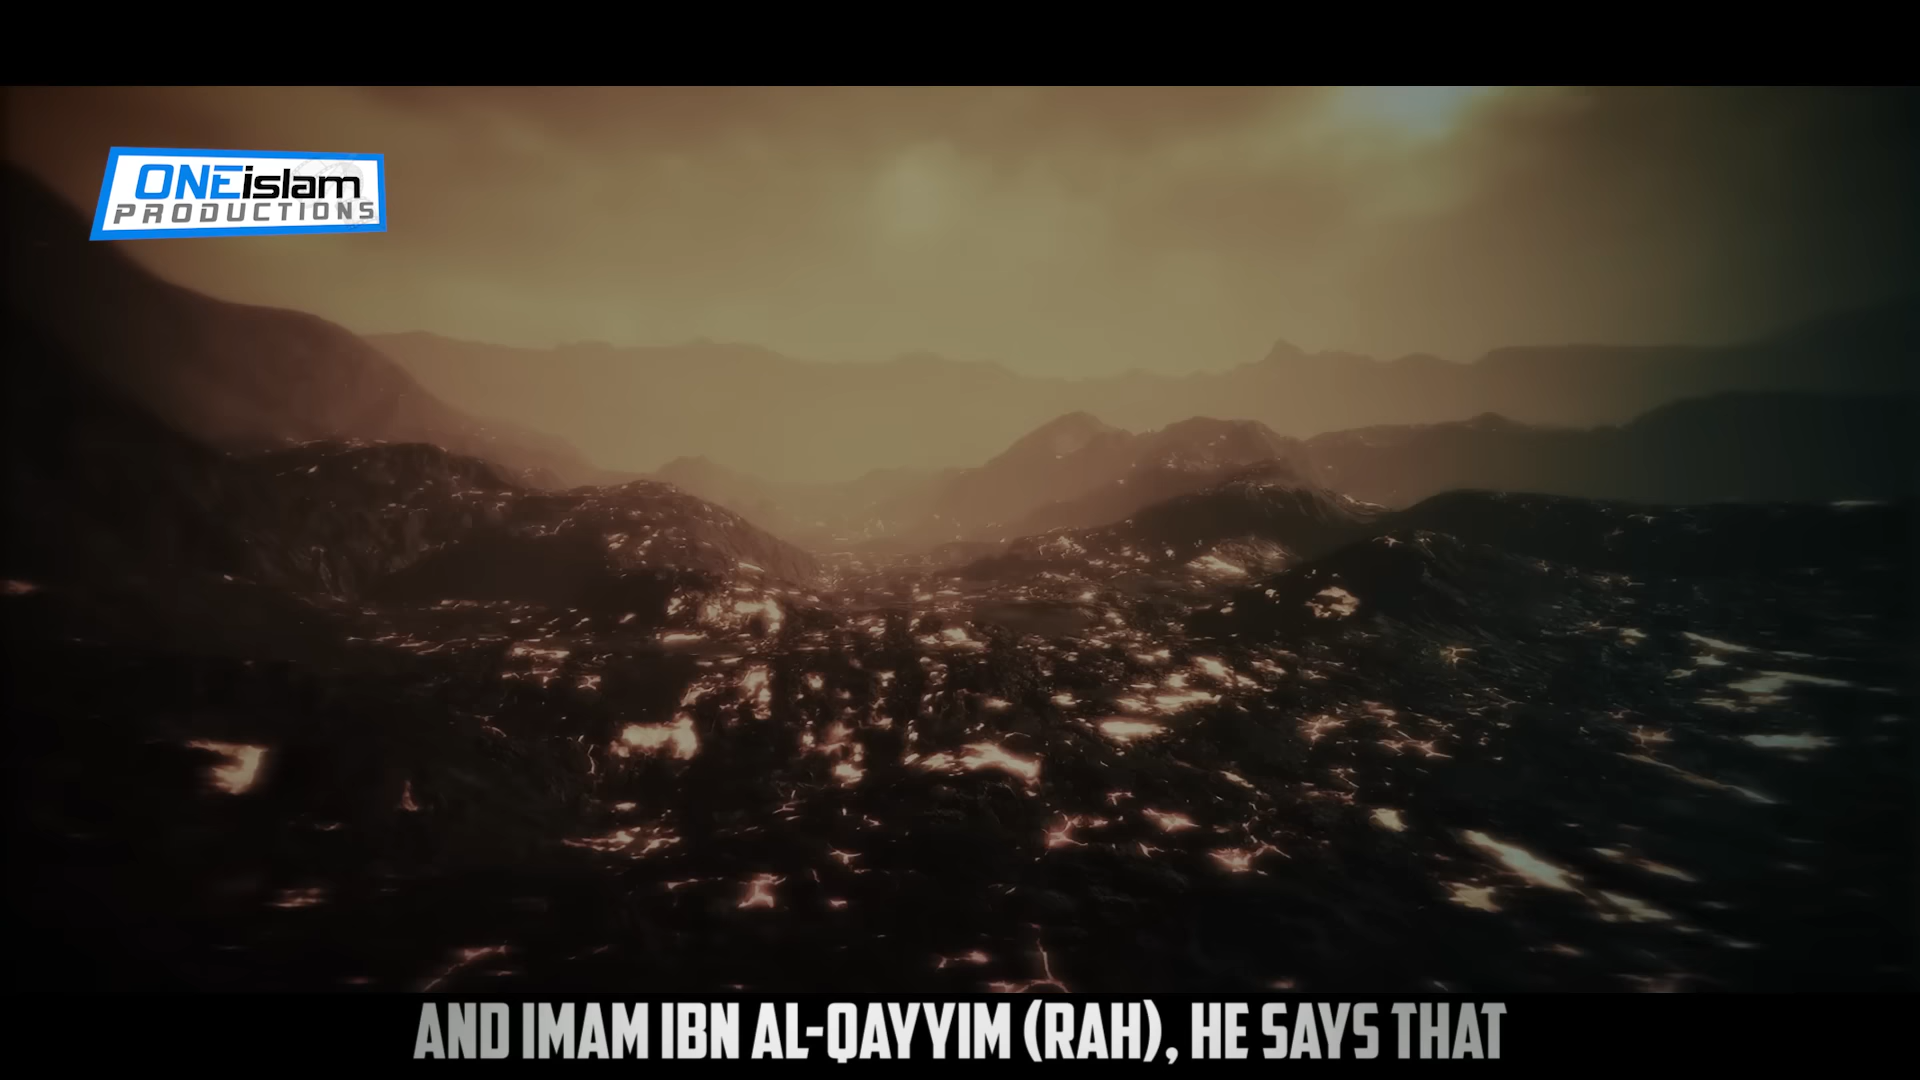 ONEislam
PRODUCTIONS
AND IMAM IBN AL-QAYYIM (RAH), HE SAYS THAT